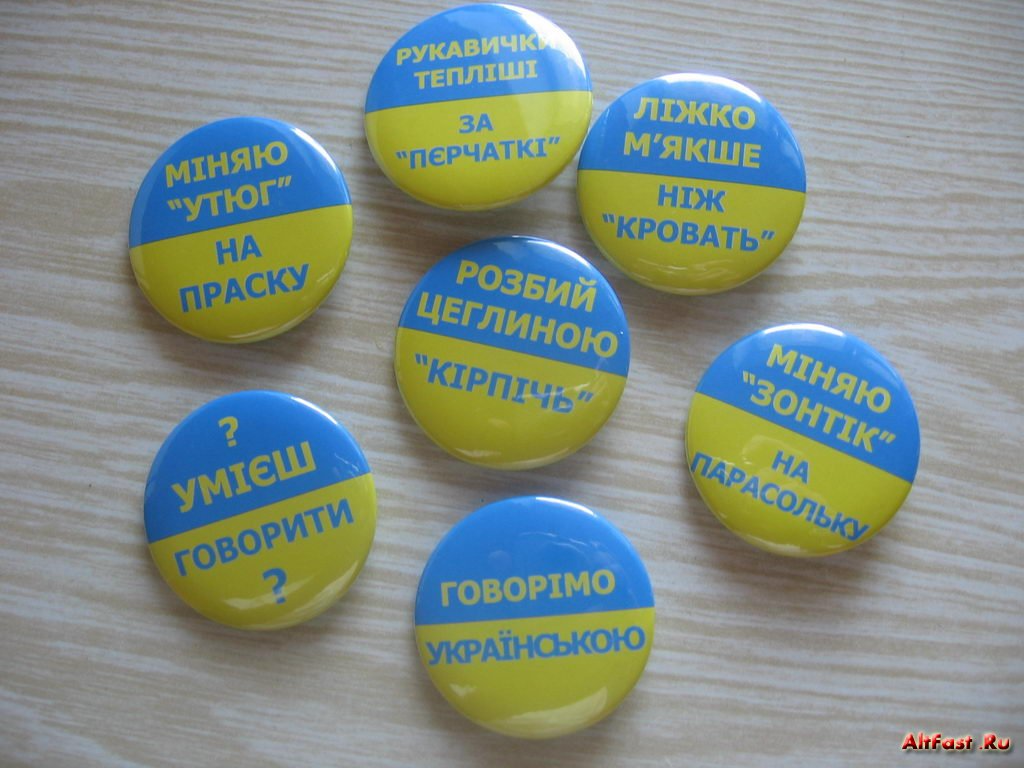 РУКАВИЧКИ
ТЕПЛІШІ
ЗА
"ПЄРЧАТКІ"
ЛІЖКО
М'ЯКШЕ
НІЖ
"КРОВАТЬ"
МІНЯЮ
"УТЮГ"
НА
ПРАСКУ
РОЗБИЙ
ЦЕГЛИНОЮ
"КІРПІЧЬ"
МІНЯЮ
"ЗОНТІК"
НА
ПАРАСОЛЬКУ
?
УМІЄШ
ГОВОРИТИ
?
ГОВОРІМО
УКРАЇНСЬКОЮ
AltFast .Ru